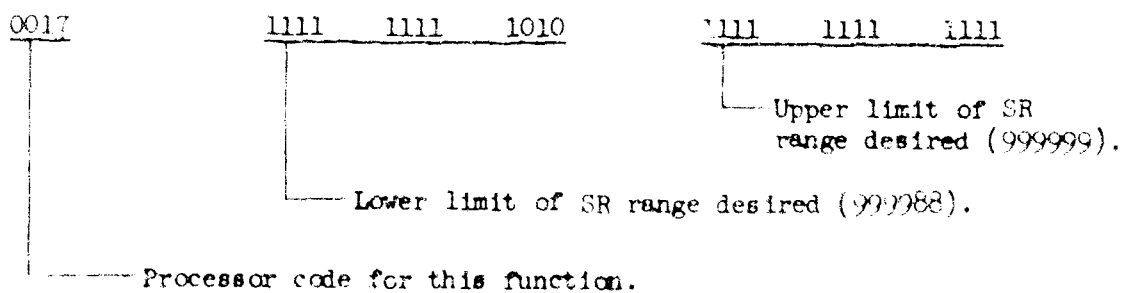 0017 1111 1111 1010 1111 1111 1111
Upper limit of SR
range desired (999999).
Lower limit of SR range desired (999988).
Processor code for this function.